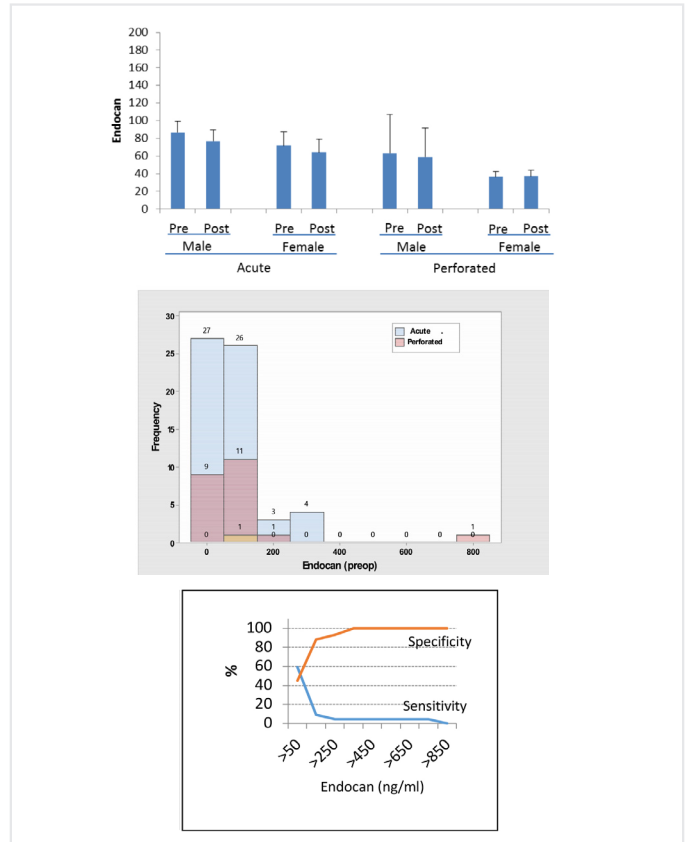 200
180
160
140
120
100
80
60
40
20
0
Endocan
Pre Post Pre Post Pre Post Pre Post
Male Female Male Female
Acute Perforated
30
25
20
15
10
5
0
Frequency
27
26
9
11
3
4
0 1 1 0 0 0 0 0 1
0 0
Acute .
Perforated
0 200 400 600 800
Endocan (preop)
100
80
60
40
20
0
%
Specificity
Sensitivity
>50 >250 >450 >650 >850
Endocan (ng/ml)